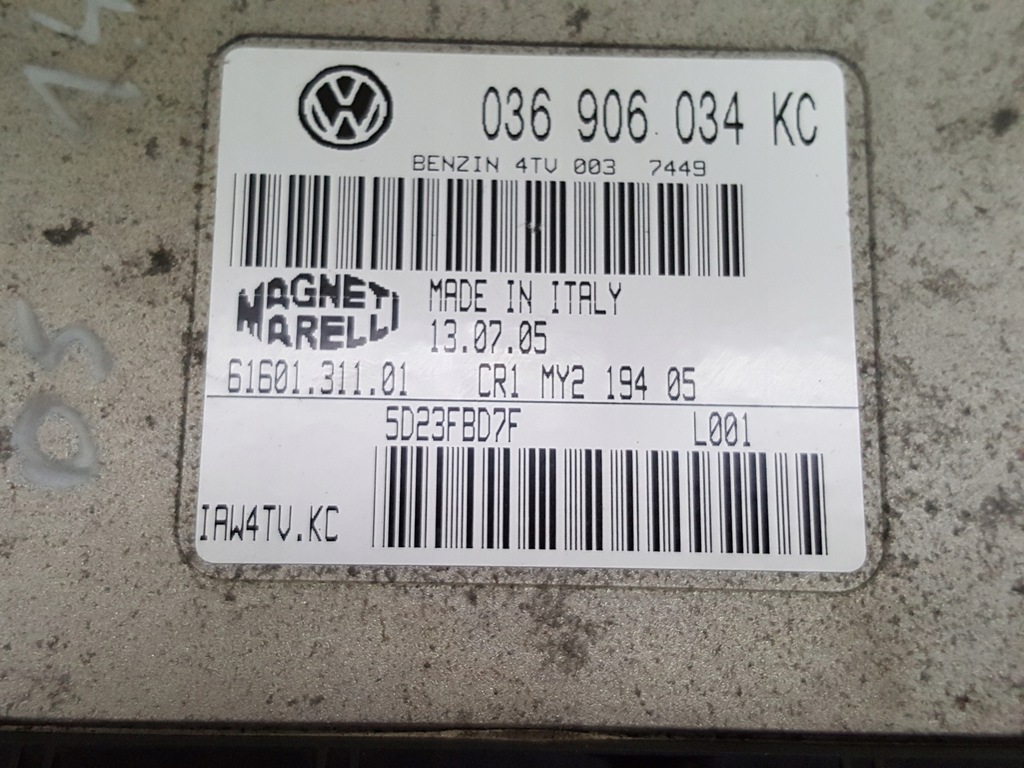 036 906 034 KC
BENZIN 4TV 003 7449
MAGNETI
MARELLI
MADE IN ITALY
13.07.05
61601.311.01 CR1 MY2 194 05
5D23FBD7F L001
IAW4TV.KC